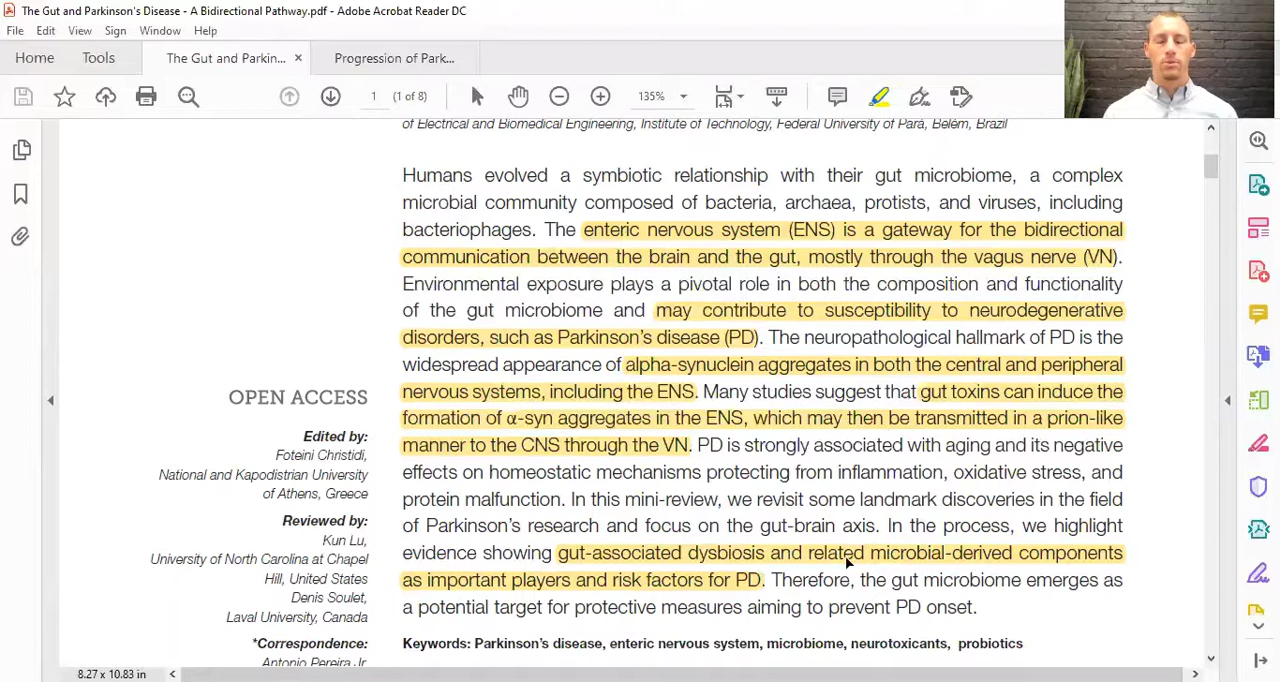 The Gut and Parkinson's Disease - A Bidirectional Pathway.pdf - Adobe Acrobat Reader DC
File Edit View Sign Window Help
Home Tools The Gut and Parkin... × Progression of Park...
1 (1 of 8) 135%
of Electrical and Biomedical Engineering, Institute of Technology, Federal University of Pará, Belém, Brazil
Humans evolved a symbiotic relationship with their gut microbiome, a complex
microbial community composed of bacteria, archaea, protists, and viruses, including
bacteriophages. The enteric nervous system (ENS) is a gateway for the bidirectional
communication between the brain and the gut, mostly through the vagus nerve (VN).
Environmental exposure plays a pivotal role in both the composition and functionality
of the gut microbiome and may contribute to susceptibility to neurodegenerative
disorders, such as Parkinson's disease (PD). The neuropathological hallmark of PD is the
widespread appearance of alpha-synuclein aggregates in both the central and peripheral
nervous systems, including the ENS. Many studies suggest that gut toxins can induce the
formation of α-syn aggregates in the ENS, which may then be transmitted in a prion-like
manner to the CNS through the VN. PD is strongly associated with aging and its negative
effects on homeostatic mechanisms protecting from inflammation, oxidative stress, and
protein malfunction. In this mini-review, we revisit some landmark discoveries in the field
of Parkinson's research and focus on the gut-brain axis. In the process, we highlight
evidence showing gut-associated dysbiosis and related microbial-derived components
as important players and risk factors for PD. Therefore, the gut microbiome emerges as
a potential target for protective measures aiming to prevent PD onset.
Keywords: Parkinson's disease, enteric nervous system, microbiome, neurotoxicants, probiotics
OPEN ACCESS
Edited by:
Foteini Christidi,
National and Kapodistrian University
of Athens, Greece
Reviewed by:
Kun Lu,
University of North Carolina at Chapel
Hill, United States
Denis Soulet,
Laval University, Canada
*Correspondence:
Antonio Pereira Jr
8.27 x 10.83 in